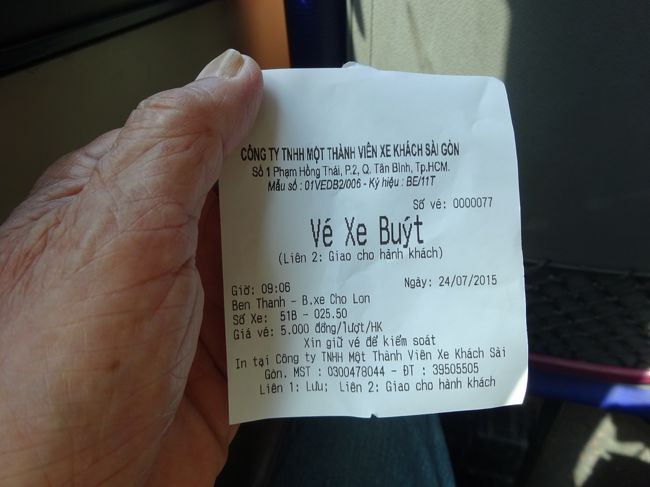 CÔNG TY TNHH MỘT THÀNH VIÊN XE KHÁCH SÀI GÒN
Số 1 Phạm Hồng Thái, P.2, Q. Tân Bình, Tp.HCM.
Mẫu số : 01VEDB2/006 - Ký hiệu : BE/11T
Số vé: 0000077
Vé Xe Buýt
(Liên 2: Giao cho hành khách)
Giờ: 09:06 Ngày: 24/07/2015
Ben Thanh - B.xe Cho Lon
Số Xe: 51B - 025.50
Giá vé: 5.000 đồng/lượt/HK
Xin giữ vé để kiểm soát
In tại Công ty TNHH Một Thành Viên Xe Khách Sài
Gòn. MST : 0300478044 - ĐT : 39505505
Liên 1: Lưu; Liên 2: Giao cho hành khách